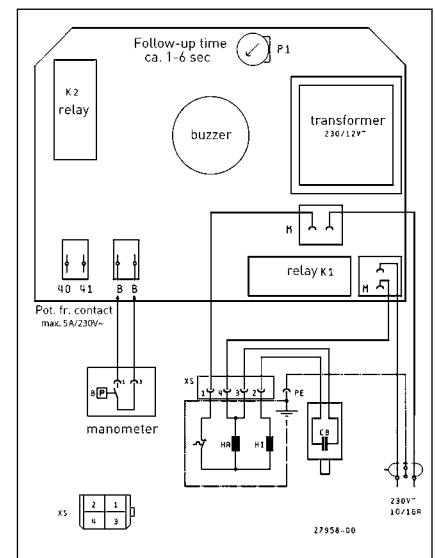 Follow-up time
ca. 1-6 sec
P1
K2
relay
buzzer
transformer
230/12V~
M
relay K1
M
40 41 B B
Pot. fr. contact
max. 5A/230V~
XS
1 4 3 2 PE
B P 1 3
manometer
HA HI
CB
230V~
10/16A
XS
2 1
4 3
27958-00